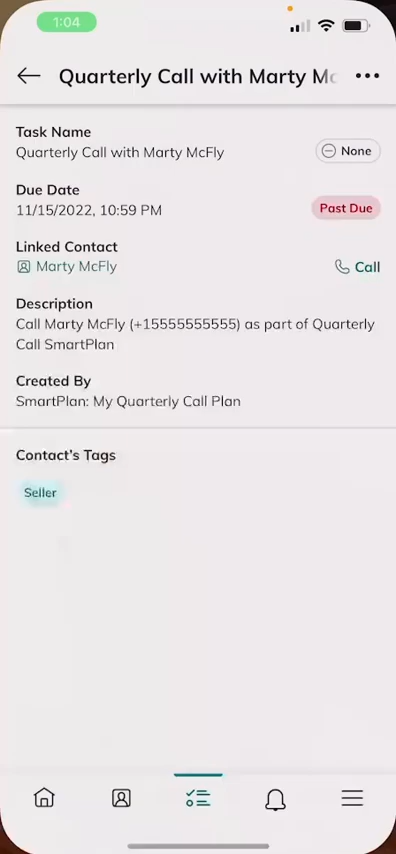 1:04
Quarterly Call with Marty Mc
Task Name
Quarterly Call with Marty McFly
None
Due Date
11/15/2022, 10:59 PM
Past Due
Linked Contact
Marty McFly
Call
Description
Call Marty McFly (+15555555555) as part of Quarterly
Call SmartPlan
Created By
SmartPlan: My Quarterly Call Plan
Contact's Tags
Seller